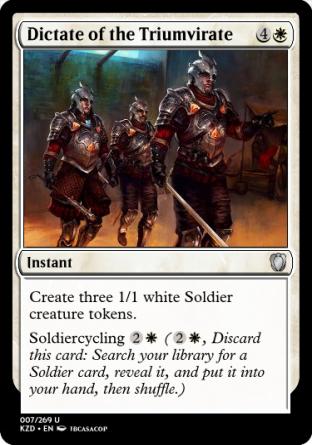 Dictate of the Triumvirate 4
Instant
Create three 1/1 white Soldier
creature tokens.
Soldiercycling 2 ( 2 , Discard
this card: Search your library for a
Soldier card, reveal it, and put it into
your hand, then shuffle.)
007/269 U
KZD • EN TBCASACOP